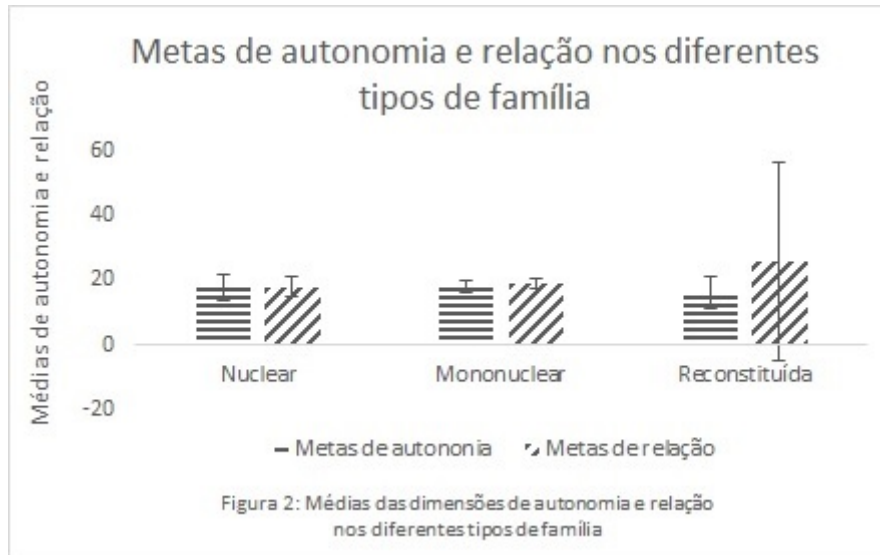 Metas de autonomia e relação nos diferentes
tipos de família
Médias de autonomia e relação
60
40
20
0
-20
Nuclear Mononuclear Reconstituída
Metas de autononia Metas de relação
Figura 2: Médias das dimensões de autonomia e relação
nos diferentes tipos de família